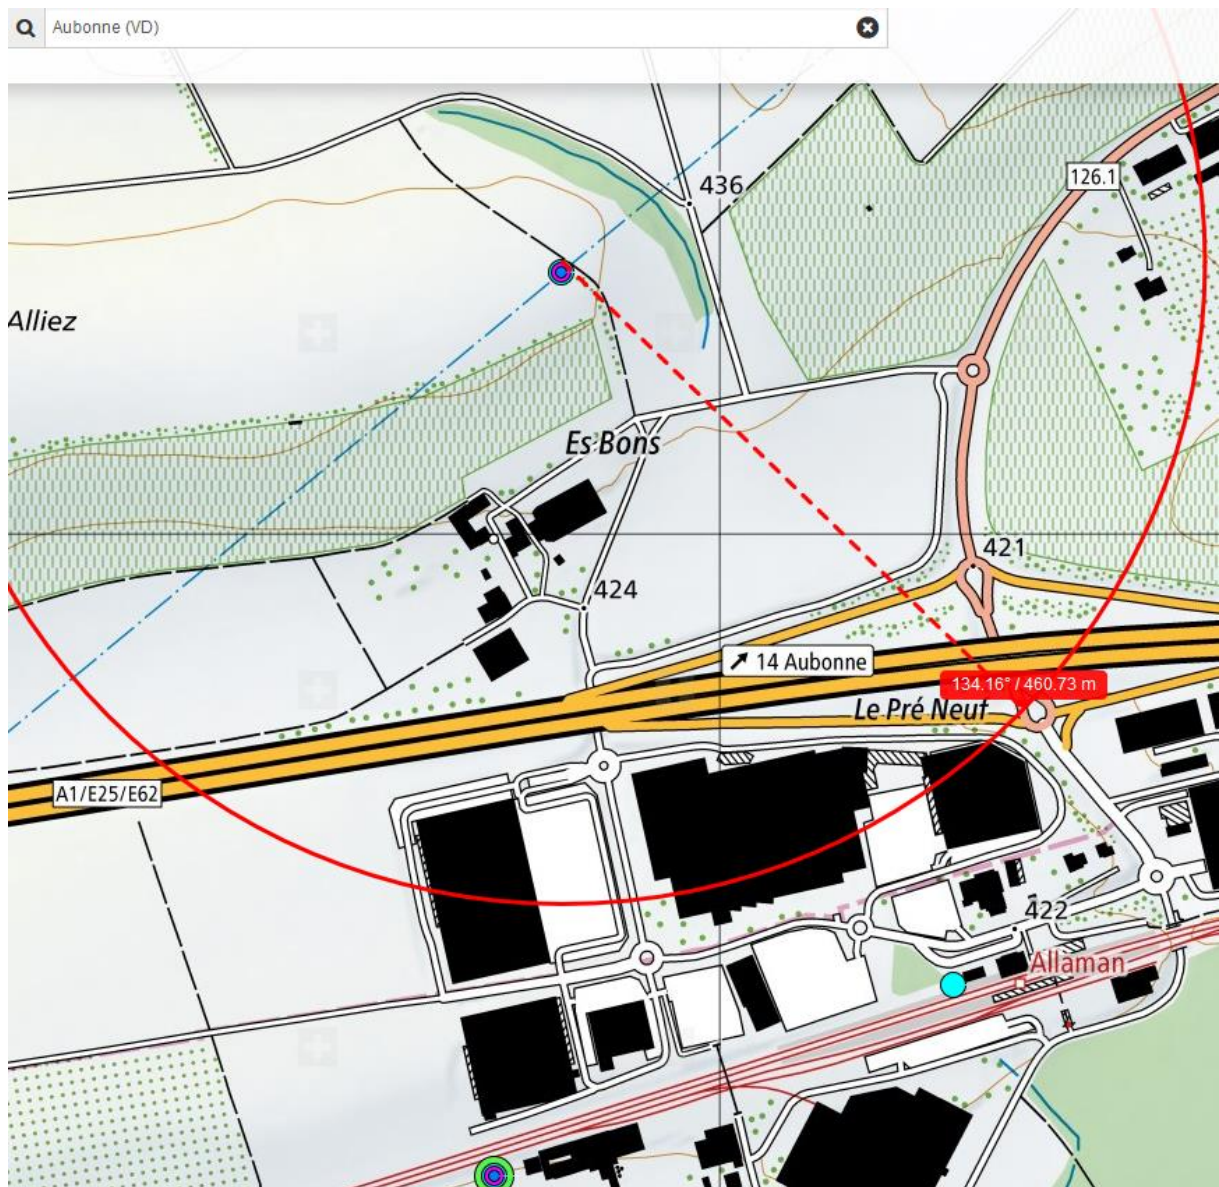 Aubonne (VD)
436
126.1
Alliez
Es Bons
421
424
14 Aubonne
134.16° / 460.73 m
Le Pré Neuf
A1/E25/E62
422
Allaman